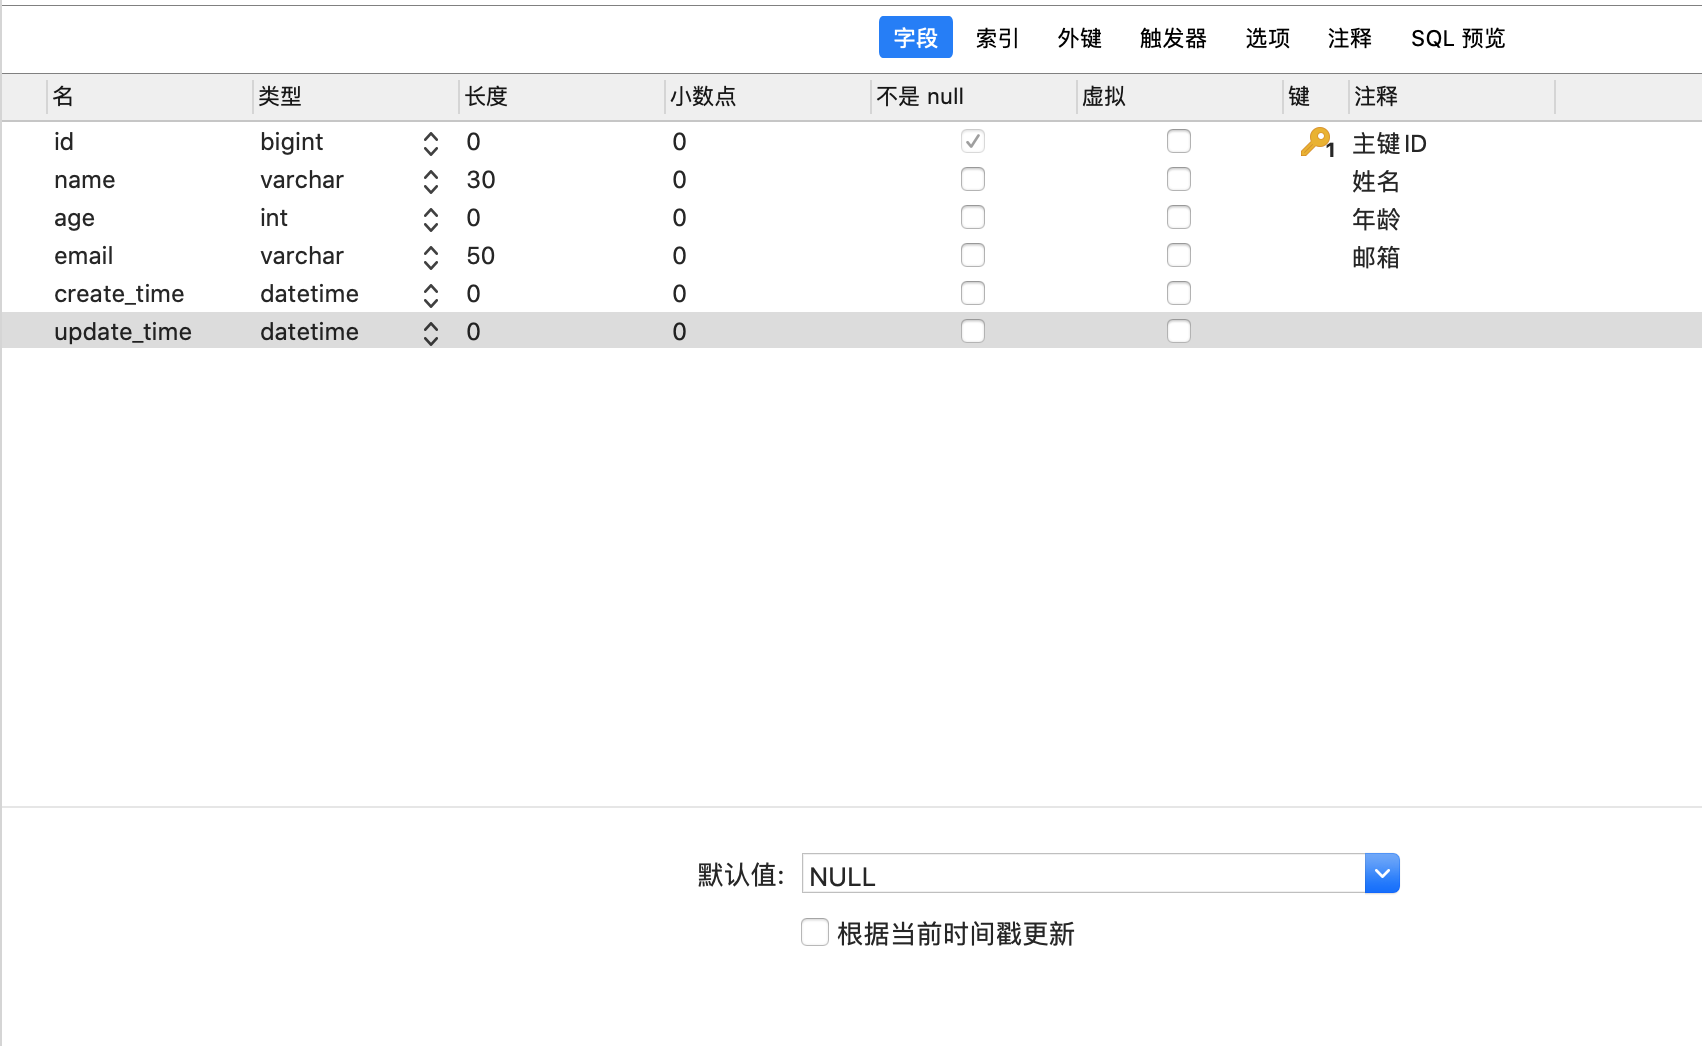 字段 索引 外键 触发器 选项 注释 SQL 预览
名 类型 长度 小数点 不是 null 虚拟 键 注释
id bigint 0 0 1 主键ID
name varchar 30 0 姓名
age int 0 0 年龄
email varchar 50 0 邮箱
create_time datetime 0 0
update_time datetime 0 0
默认值: NULL
根据当前时间戳更新